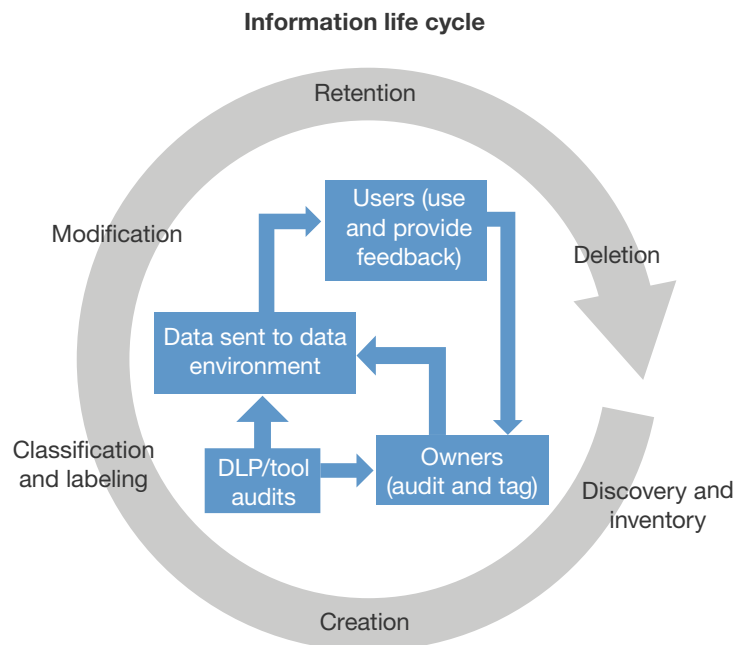 Information life cycle
Retention
Users (use
and provide
feedback)
Modification
Deletion
Data sent to data
environment
Classification
and labeling
DLP/tool
audits
Owners
(audit and tag)
Discovery and
inventory
Creation